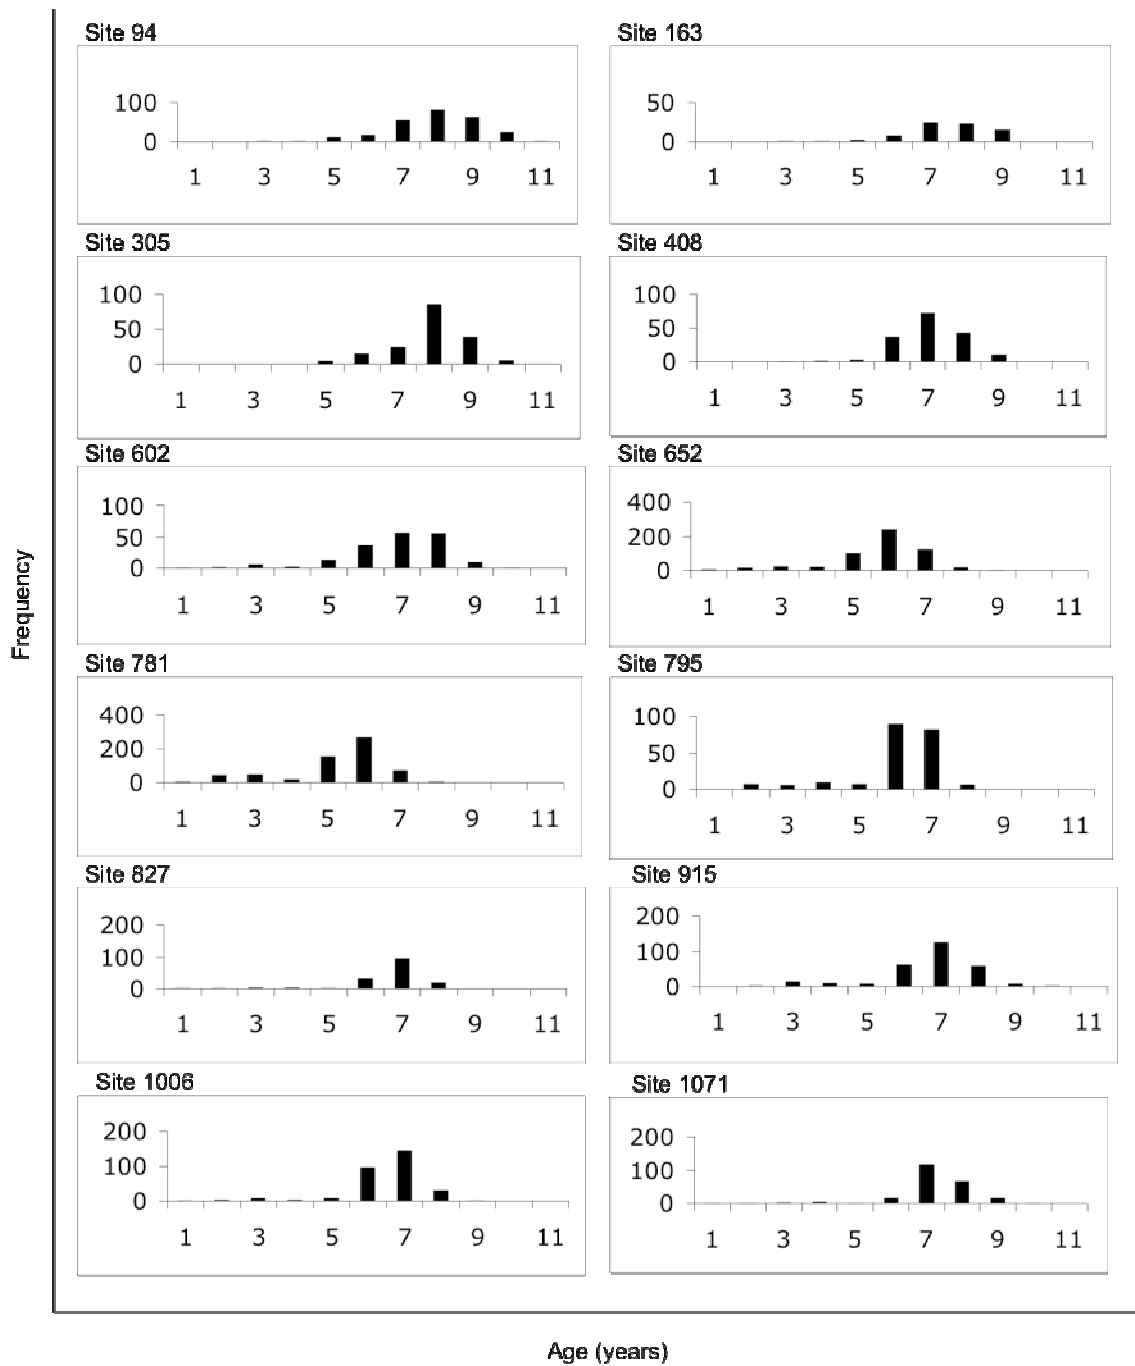 Site 94
100
0
1 3 5 7 9 11
Site 163
50
0
1 3 5 7 9 11
Site 305
100
50
0
1 3 5 7 9 11
Site 408
100
50
0
1 3 5 7 9 11
Site 602
100
50
0
1 3 5 7 9 11
Site 652
400
200
0
1 3 5 7 9 11
Site 781
400
200
0
1 3 5 7 9 11
Site 795
100
50
0
1 3 5 7 9 11
Site 827
200
100
0
1 3 5 7 9 11
Site 915
200
100
0
1 3 5 7 9 11
Site 1006
200
100
0
1 3 5 7 9 11
Site 1071
200
100
0
1 3 5 7 9 11
Frequency
Age (years)